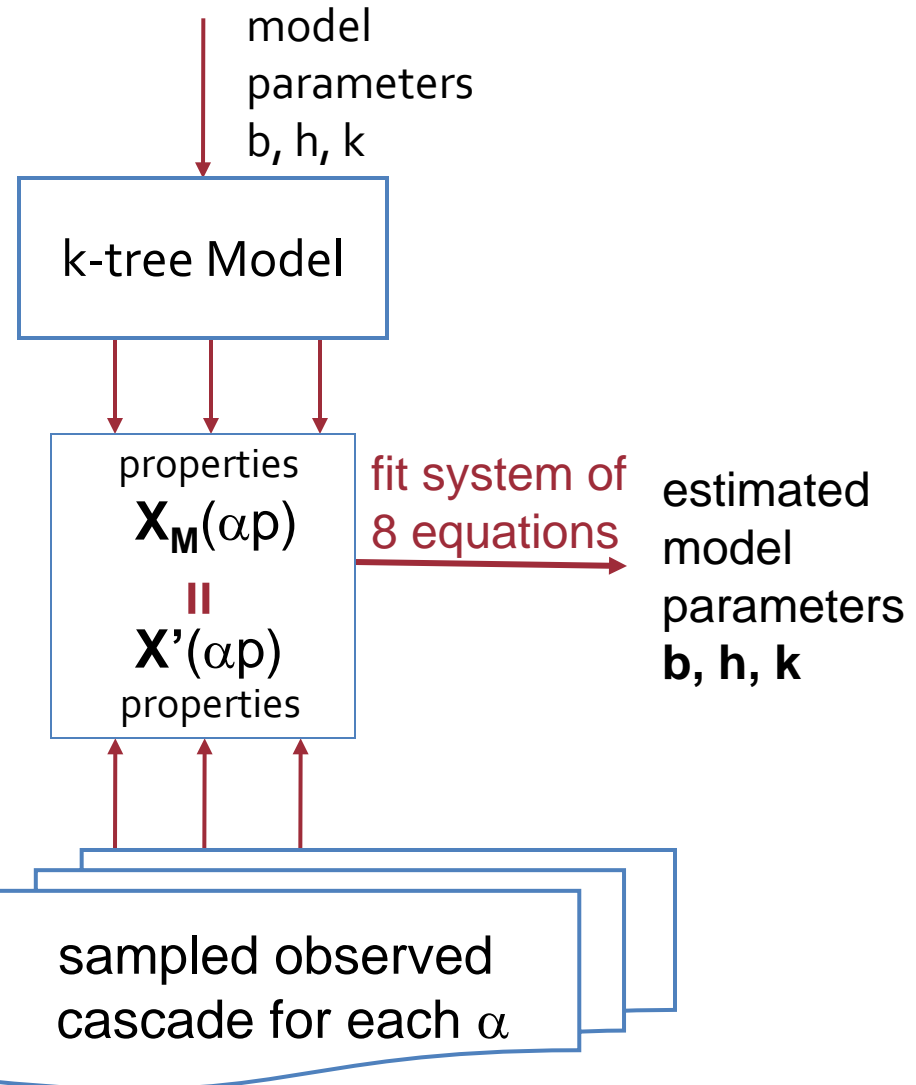 model
parameters
b, h, k
k-tree Model
properties
X_M(αp)
=
X’(αp)
properties
fit system of
8 equations
estimated
model
parameters
b, h, k
sampled observed
cascade for each α